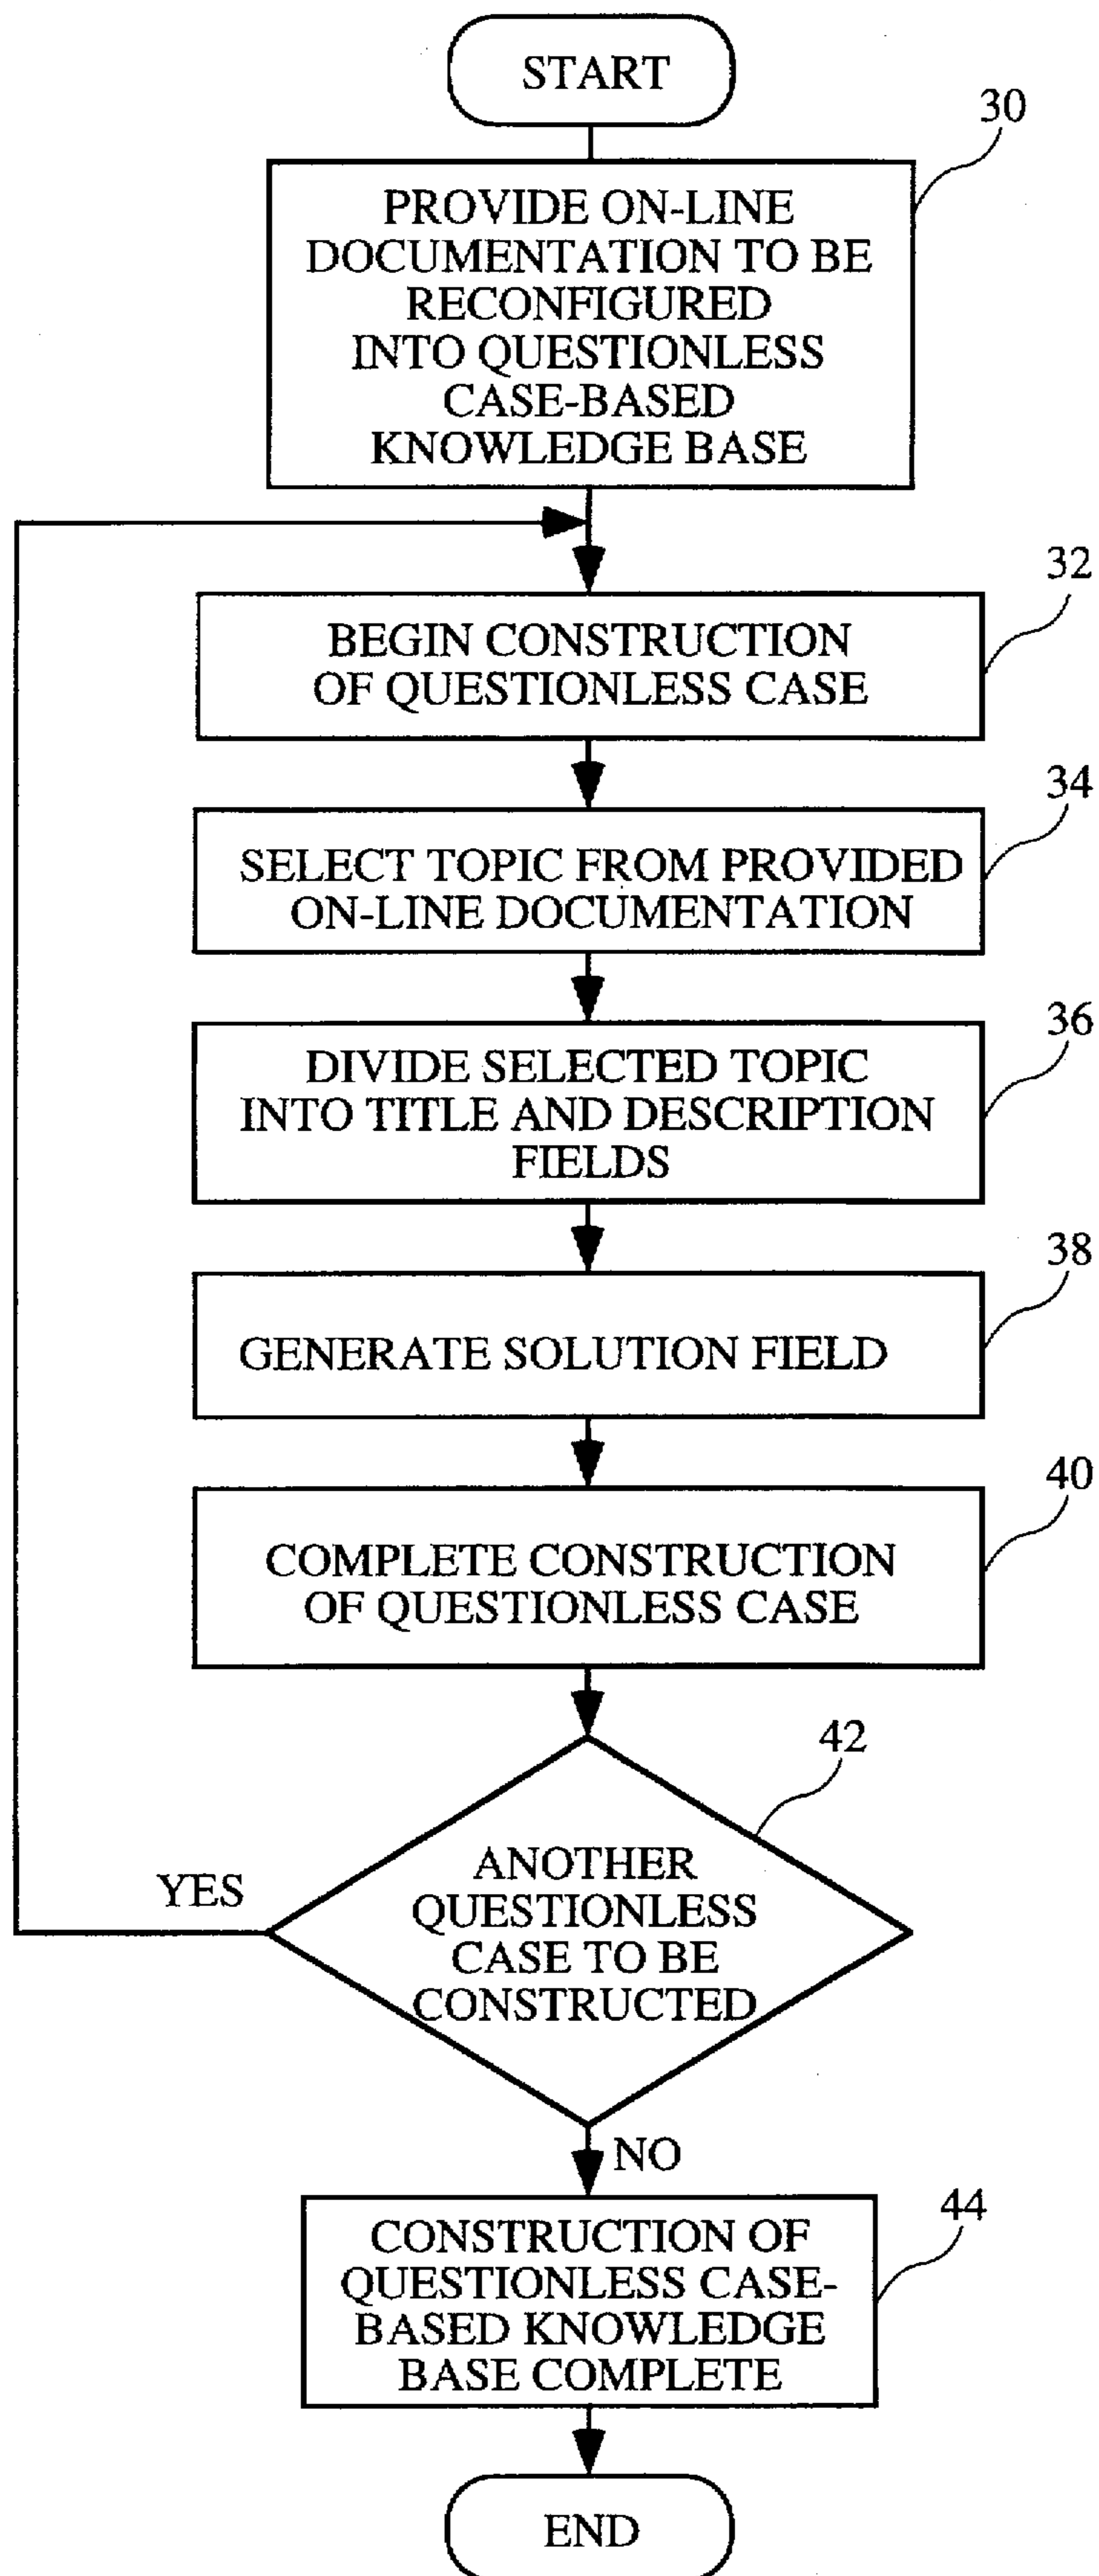 START
30
PROVIDE ON-LINE
DOCUMENTATION TO BE
RECONFIGURED
INTO QUESTIONLESS
CASE-BASED
KNOWLEDGE BASE
32
BEGIN CONSTRUCTION
OF QUESTIONLESS CASE
34
SELECT TOPIC FROM PROVIDED
ON-LINE DOCUMENTATION
36
DIVIDE SELECTED TOPIC
INTO TITLE AND DESCRIPTION
FIELDS
38
GENERATE SOLUTION FIELD
40
COMPLETE CONSTRUCTION
OF QUESTIONLESS CASE
42
YES
ANOTHER
QUESTIONLESS
CASE TO BE
CONSTRUCTED
NO
44
CONSTRUCTION OF
QUESTIONLESS CASE-
BASED KNOWLEDGE
BASE COMPLETE
END